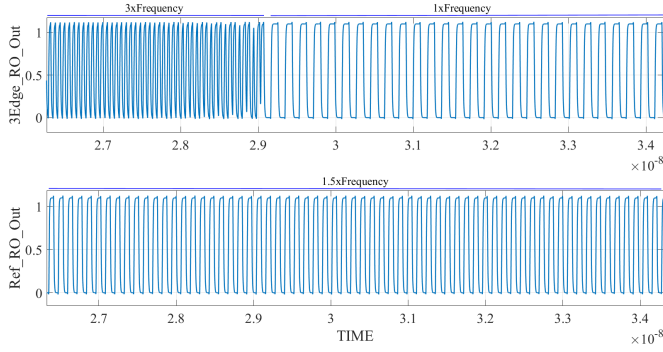 3xFrequency 1xFrequency
3Edge_RO_Out
1
0.5
0
2.7 2.8 2.9 3 3.1 3.2 3.3 3.4
×10⁻⁸
1.5xFrequency
Ref_RO_Out
1
0.5
0
2.7 2.8 2.9 3 3.1 3.2 3.3 3.4
TIME
×10⁻⁸